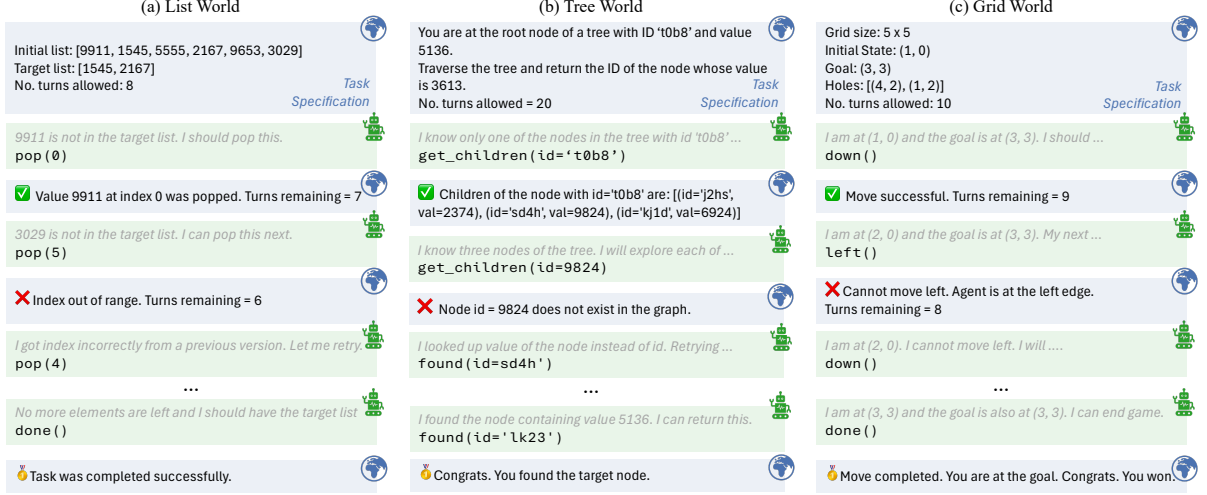 (a) List World
Initial list: [9911, 1545, 5555, 2167, 9653, 3029]
Target list: [1545, 2167]
No. turns allowed: 8
Task
Specification
9911 is not in the target list. I should pop this.
pop(0)
Value 9911 at index 0 was popped. Turns remaining = 7
3029 is not in the target list. I can pop this next.
pop(5)
Index out of range. Turns remaining = 6
I got index incorrectly from a previous version. Let me retry.
pop(4)
...
No more elements are left and I should have the target list
done()
Task was completed successfully.
(b) Tree World
You are at the root node of a tree with ID ‘t0b8’ and value
5136.
Traverse the tree and return the ID of the node whose value
is 3613.
No. turns allowed = 20
Task
Specification
I know only one of the nodes in the tree with id 't0b8’ ...
get_children(id=‘t0b8’)
Children of the node with id='t0b8' are: [(id='j2hs',
val=2374), (id='sd4h', val=9824), (id='kj1d', val=6924)]
I know three nodes of the tree. I will explore each of ...
get_children(id=9824)
Node id = 9824 does not exist in the graph.
I looked up value of the node instead of id. Retrying ...
found(id=sd4h')
...
I found the node containing value 5136. I can return this.
found(id='lk23')
Congrats. You found the target node.
(c) Grid World
Grid size: 5 x 5
Initial State: (1, 0)
Goal: (3, 3)
Holes: [(4, 2), (1, 2)]
No. turns allowed: 10
Task
Specification
I am at (1, 0) and the goal is at (3, 3). I should ...
down()
Move successful. Turns remaining = 9
I am at (2, 0) and the goal is at (3, 3). My next ...
left()
Cannot move left. Agent is at the left edge.
Turns remaining = 8
I am at (2, 0). I cannot move left. I will ....
down()
...
I am at (3, 3) and the goal is also at (3, 3). I can end game.
done()
Move completed. You are at the goal. Congrats. You won.